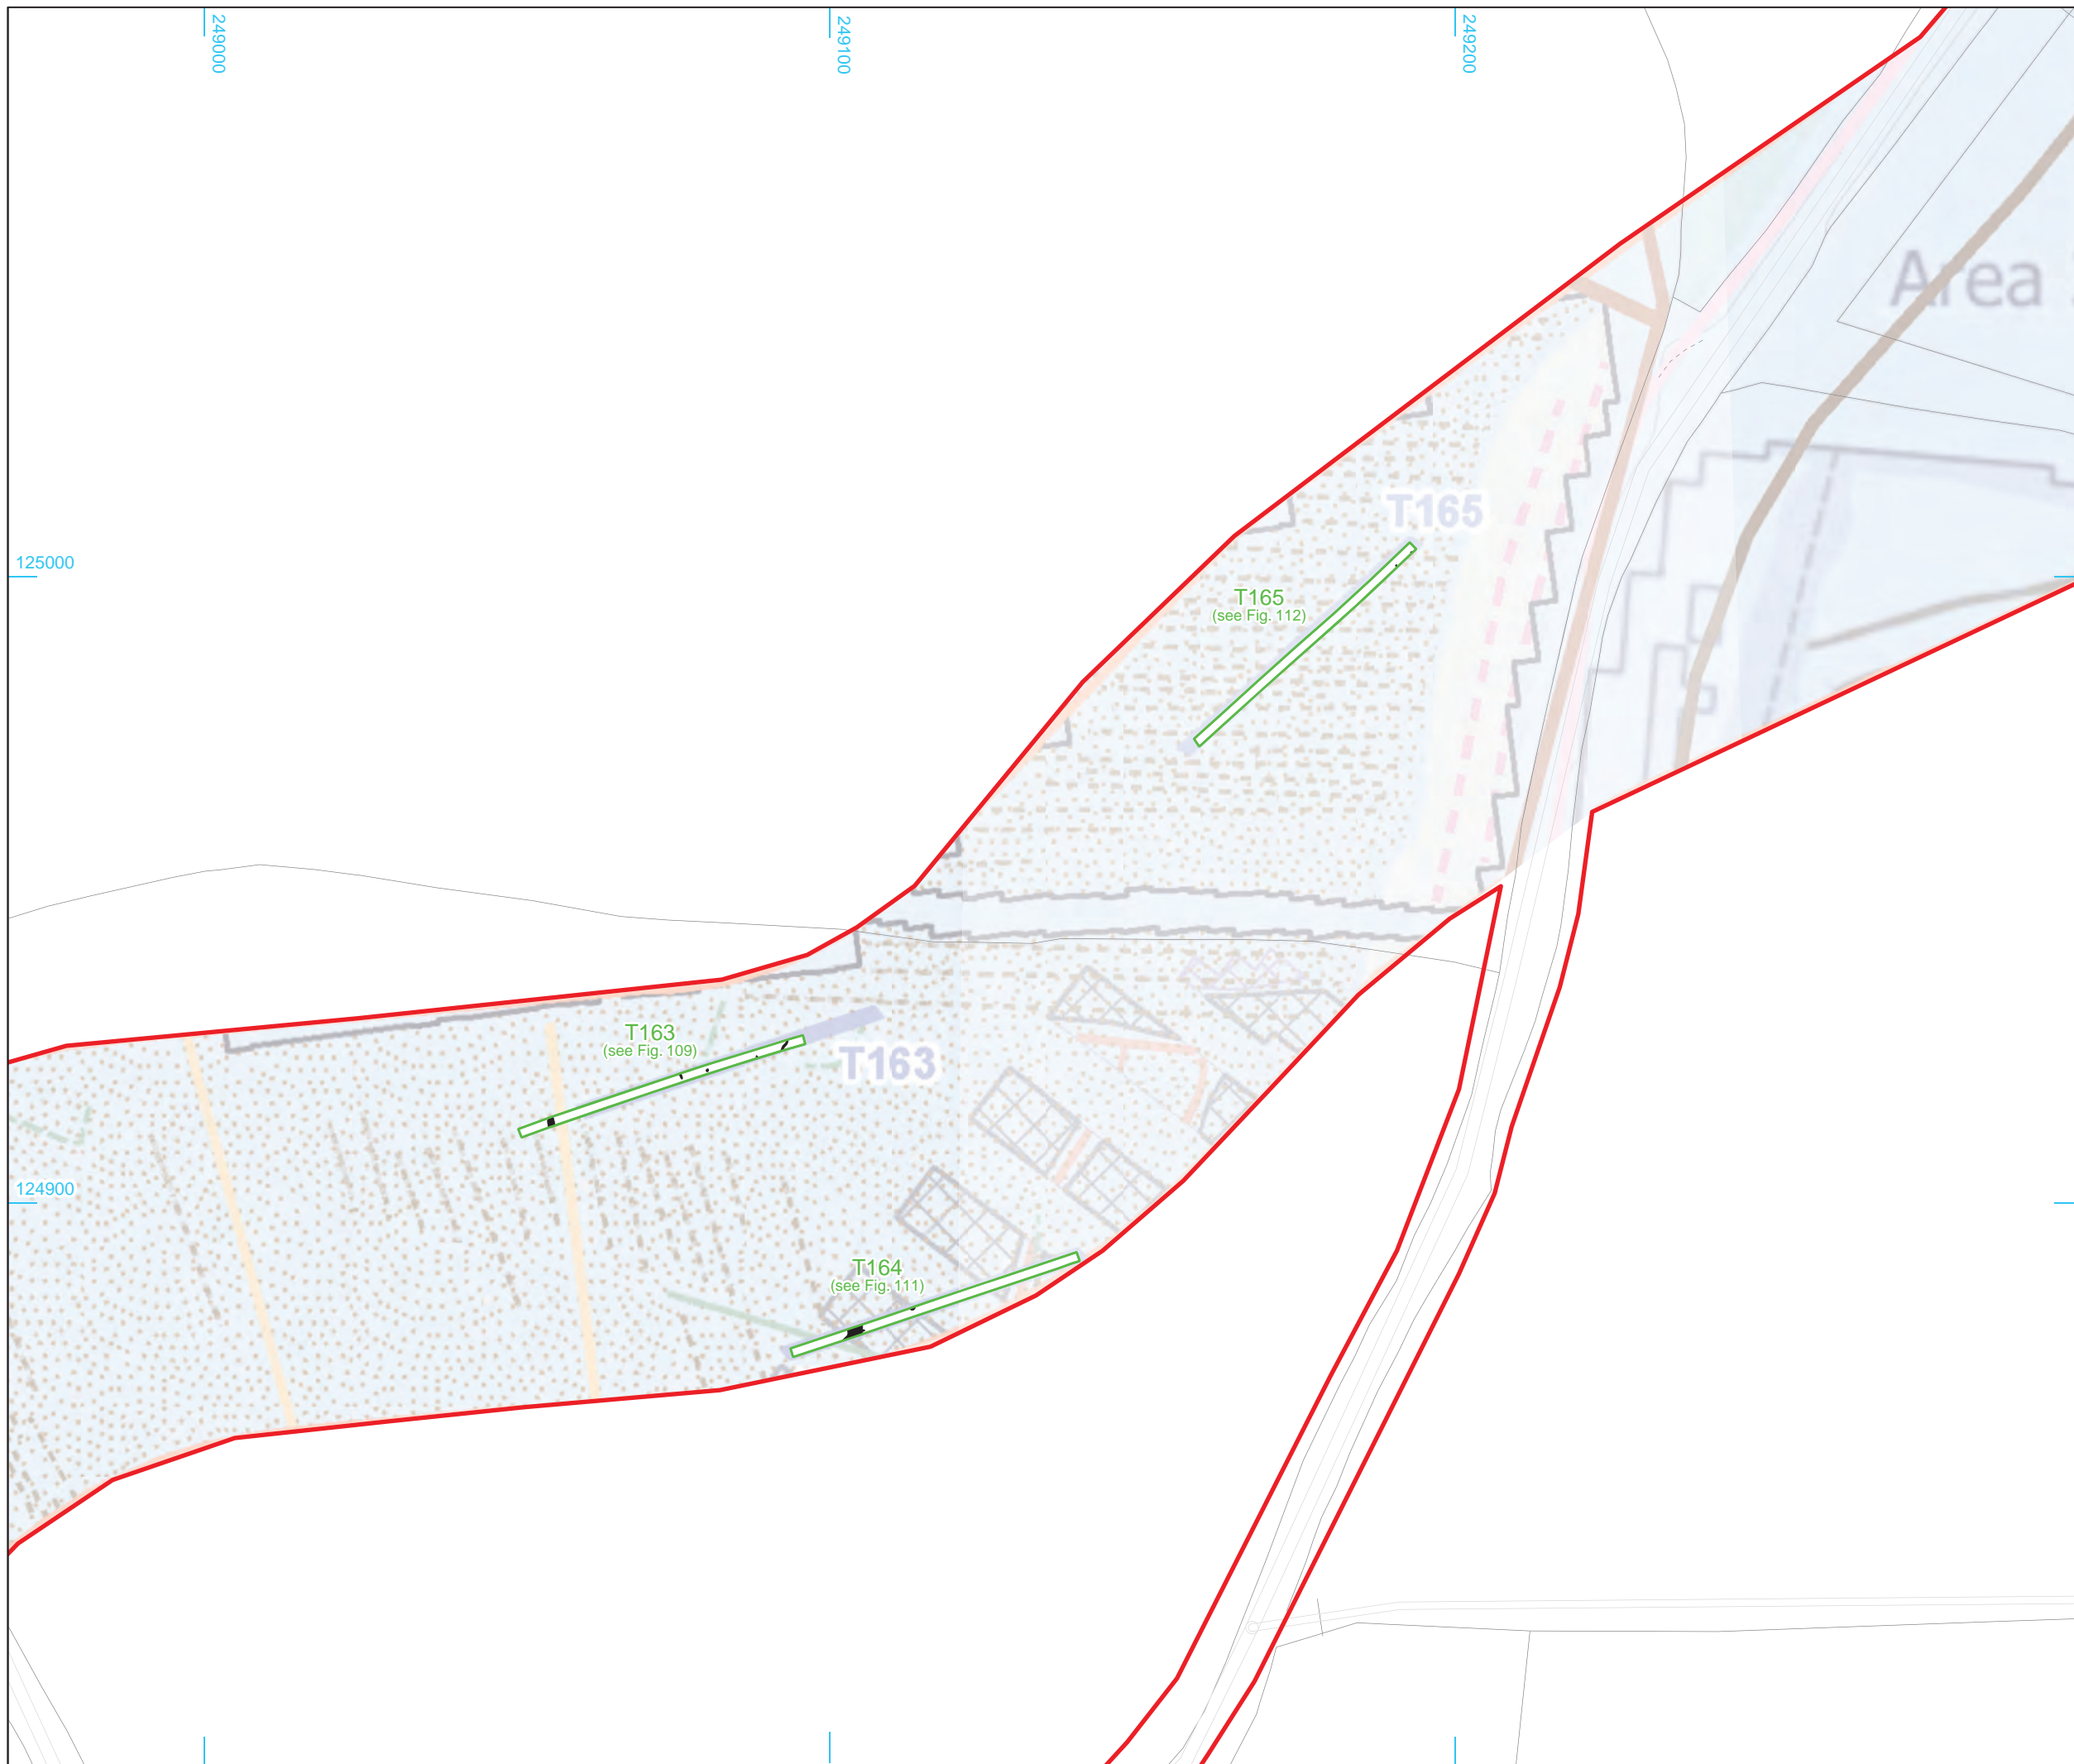 249000
249100
249200
Area
T165
125000
T165
(see Fig. 112)
T163
(see Fig. 109)
T163
124900
T164
(see Fig. 111)